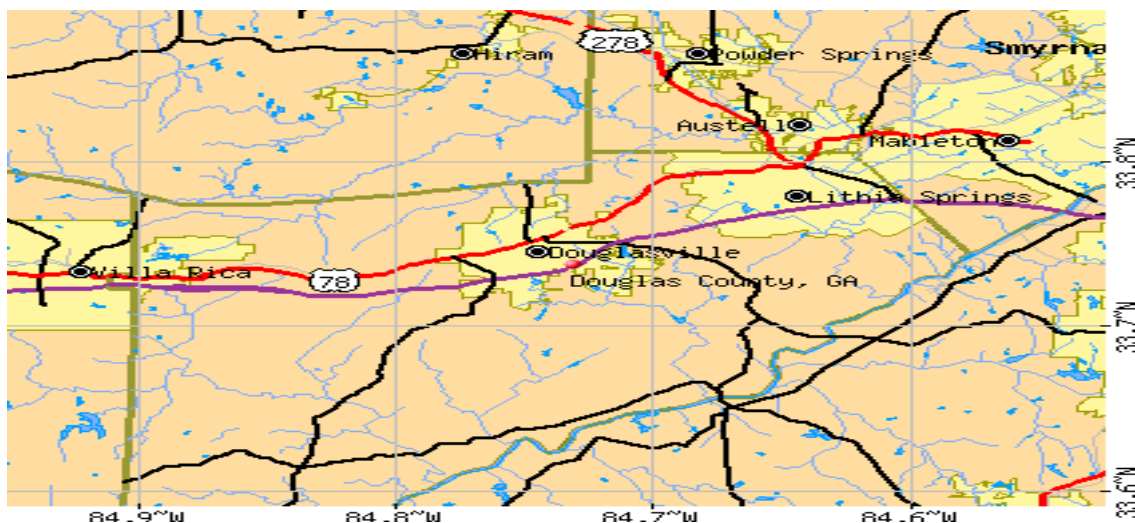 278
Hiram
Powder Springs
Smyrna
Austell
Mableton
33.8~N
Lithia Springs
Douglasville
Villa Rica
78
Douglas County, GA
33.7~N
33.6~N
84.9~W
84.8~W
84.7~W
84.6~W